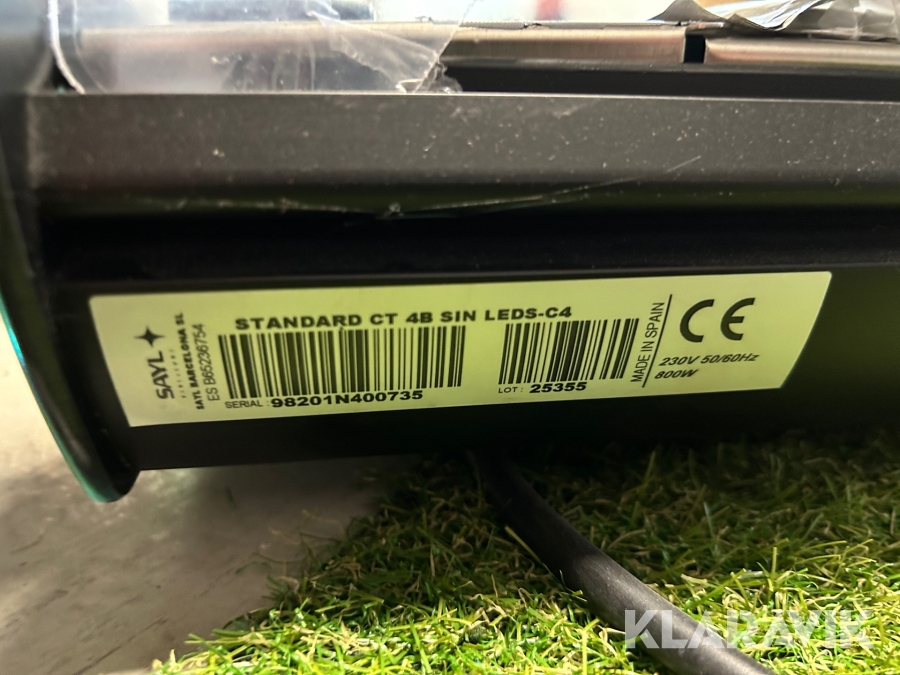 STANDARD CT 4B SIN LEDS-C4
SAYL
SAYL BARCELONA SL
ES B65236754
SERIAL : 98201N400735
LOT : 25355
MADE IN SPAIN
CE
230V 50/60Hz
800W
KLARAVIK